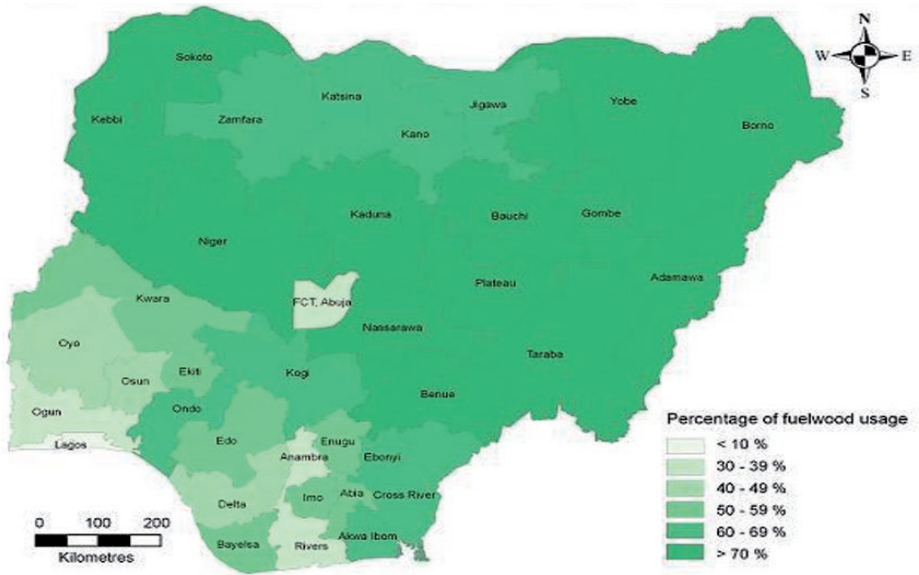 N
W E
S
Sokoto
Katsina
Jigawa
Yobe
Kebbi
Zamfara
Kano
Borno
Kaduna
Bauchi
Gombe
Niger
Plateau
Adamawa
FCT, Abuja
Kwara
Nassarawa
Oyo
Taraba
Osun
Ekiti
Kogi
Benue
Ogun
Ondo
Lagos
Edo
Enugu
Anambra
Ebonyi
Delta
Imo
Abia
Cross River
Bayelsa
Rivers
Akwa Ibom
Percentage of fuelwood usage
< 10 %
30 - 39 %
40 - 49 %
50 - 59 %
60 - 69 %
> 70 %
0 100 200
Kilometres